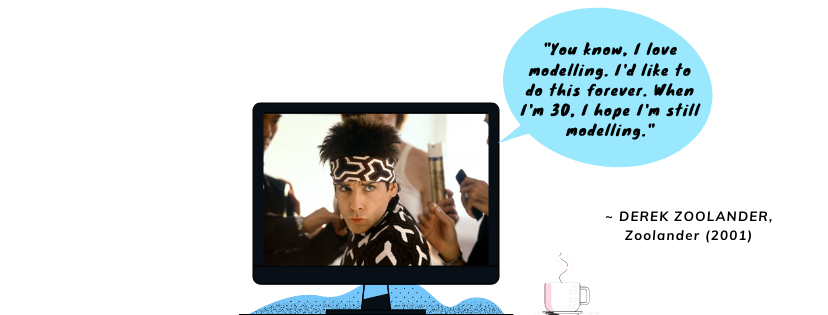 "You know, I love
modelling. I'd like to
do this forever. When
I'm 30, I hope I'm still
modelling."
~ DEREK ZOOLANDER,
Zoolander (2001)